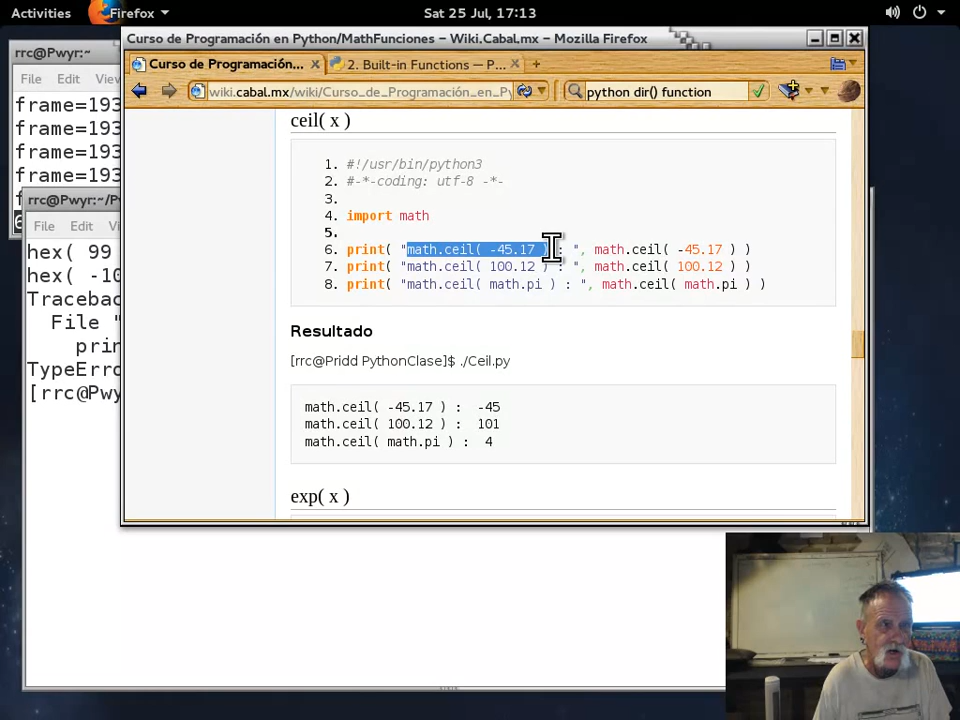 Activities Firefox Sat 25 Jul, 17:13
Curso de Programación en Python/MathFunciones – Wiki.Cabal.mx – Mozilla Firefox
Curso de Programación... 2. Built-in Functions — P...
wiki.cabal.mx/wiki/Curso_de_Programación_en_Py python dir() function
rrc@Pwyr:~
File Edit View
frame=193
frame=193
frame=193
frame=193
rrc@Pwyr:~/P
File Edit
hex( 99
hex( -10
Traceba
File "
prin
TypeErro
[rrc@Pwy
ceil( x )
1. #!/usr/bin/python3
2. #-*-coding: utf-8 -*-
3.
4. import math
5.
6. print( "math.ceil( -45.17 ) : ", math.ceil( -45.17 ) )
7. print( "math.ceil( 100.12 ) : ", math.ceil( 100.12 ) )
8. print( "math.ceil( math.pi ) : ", math.ceil( math.pi ) )
Resultado
[rrc@Pridd PythonClase]$ ./Ceil.py
math.ceil( -45.17 ) : -45
math.ceil( 100.12 ) : 101
math.ceil( math.pi ) : 4
exp( x )